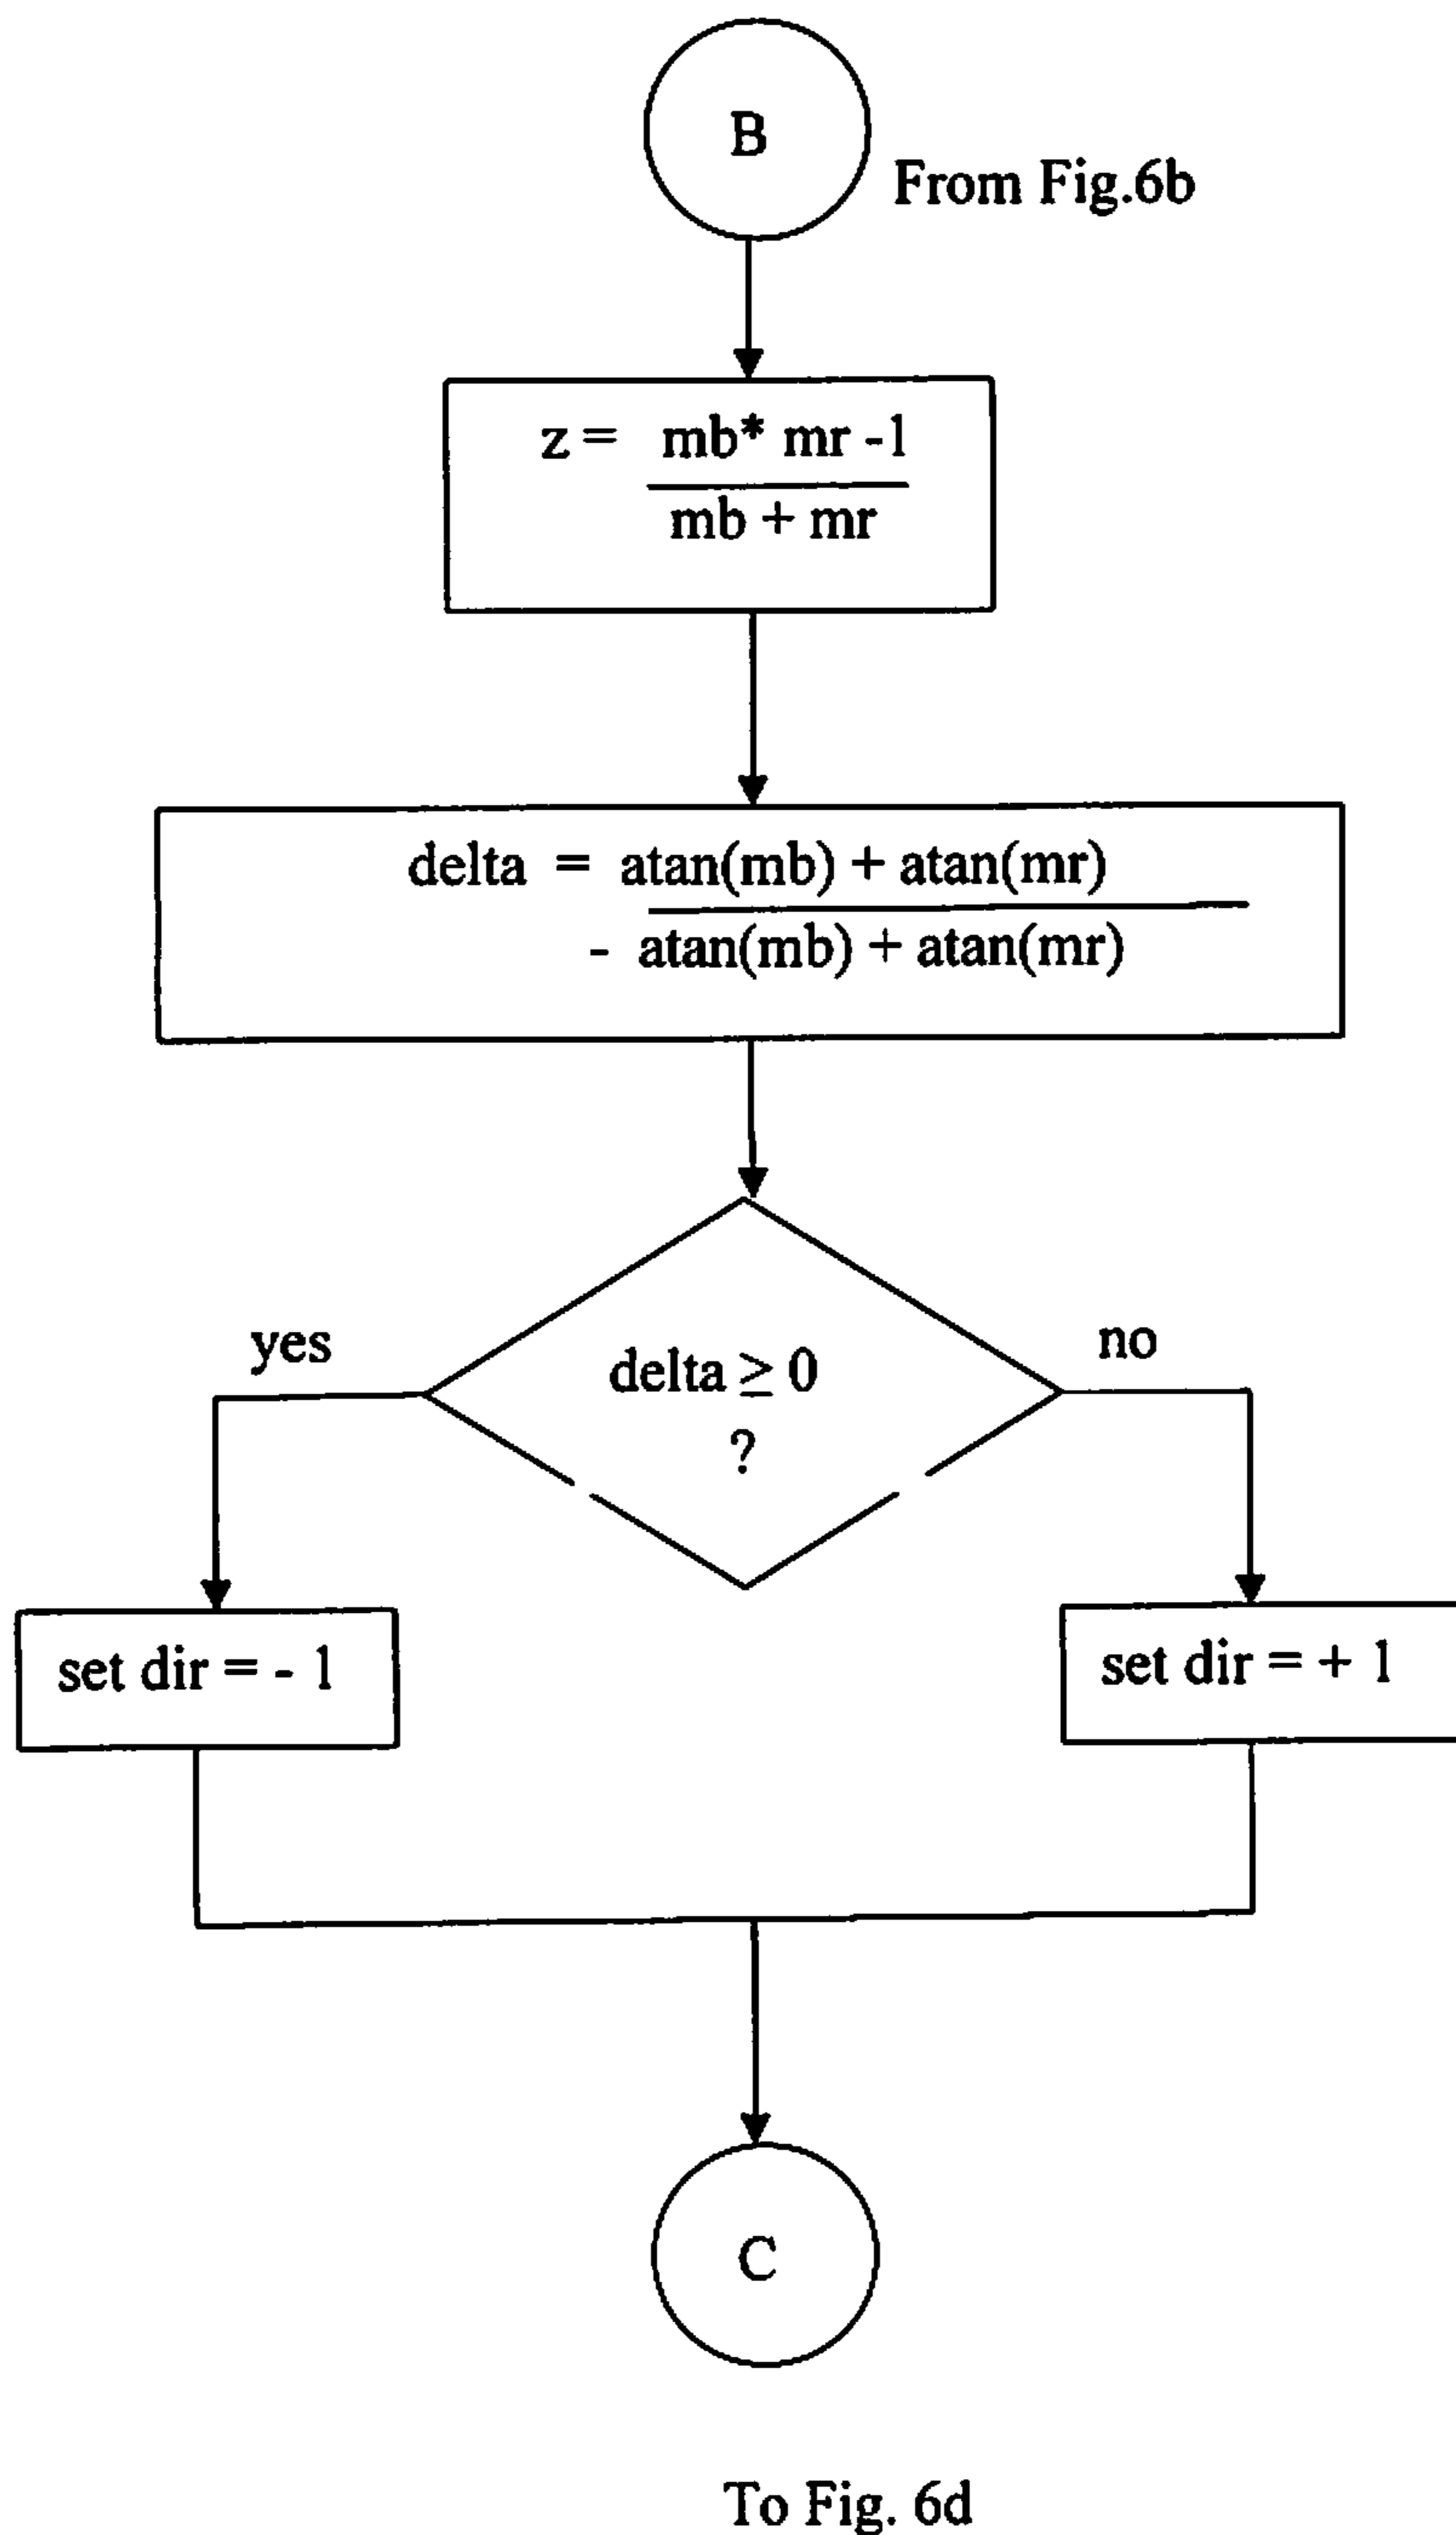 B
From Fig.6b
z = mb* mr -1
mb + mr
delta = atan(mb) + atan(mr)
- atan(mb) + atan(mr)
yes
no
delta ≥ 0
?
set dir = - 1
set dir = + 1
C
To Fig. 6d